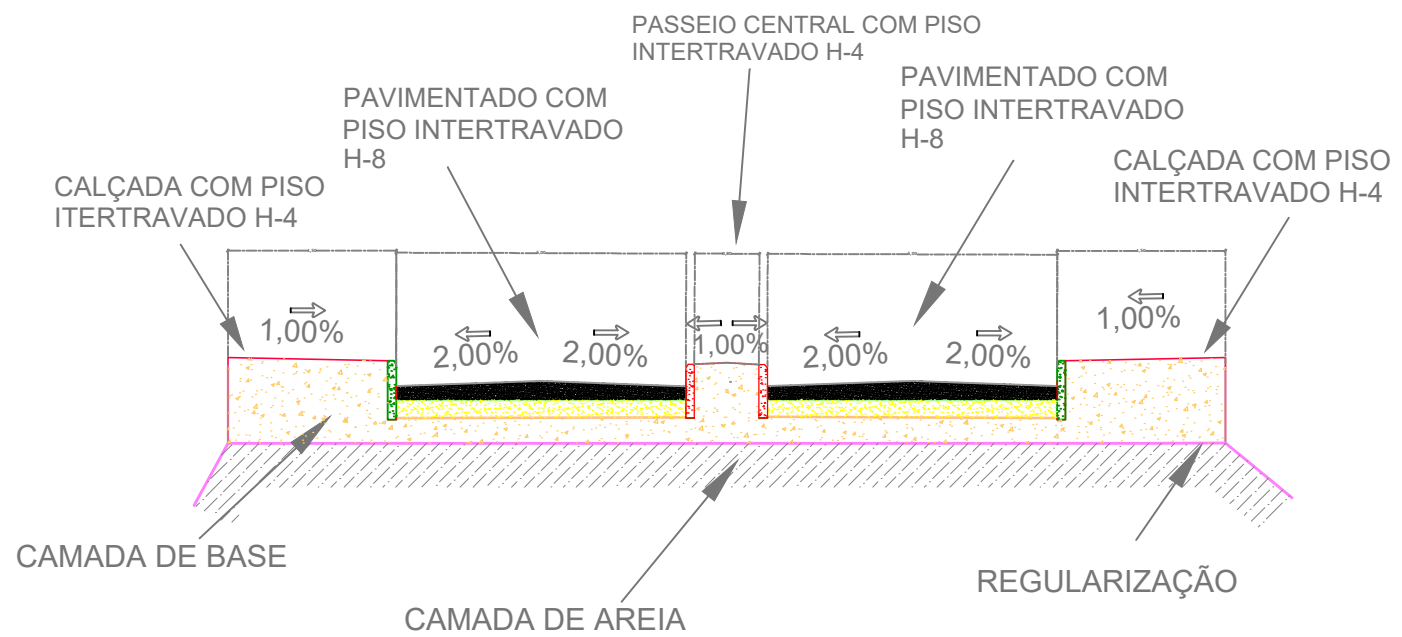 PASSEIO CENTRAL COM PISO
INTERTRAVADO H-4
PAVIMENTADO COM
PISO INTERTRAVADO
H-8
PAVIMENTADO COM
PISO INTERTRAVADO
H-8
CALÇADA COM PISO
ITERTRAVADO H-4
CALÇADA COM PISO
INTERTRAVADO H-4
1,00%
2,00%
2,00%
1,00%
2,00%
2,00%
1,00%
CAMADA DE BASE
CAMADA DE AREIA
REGULARIZAÇÃO